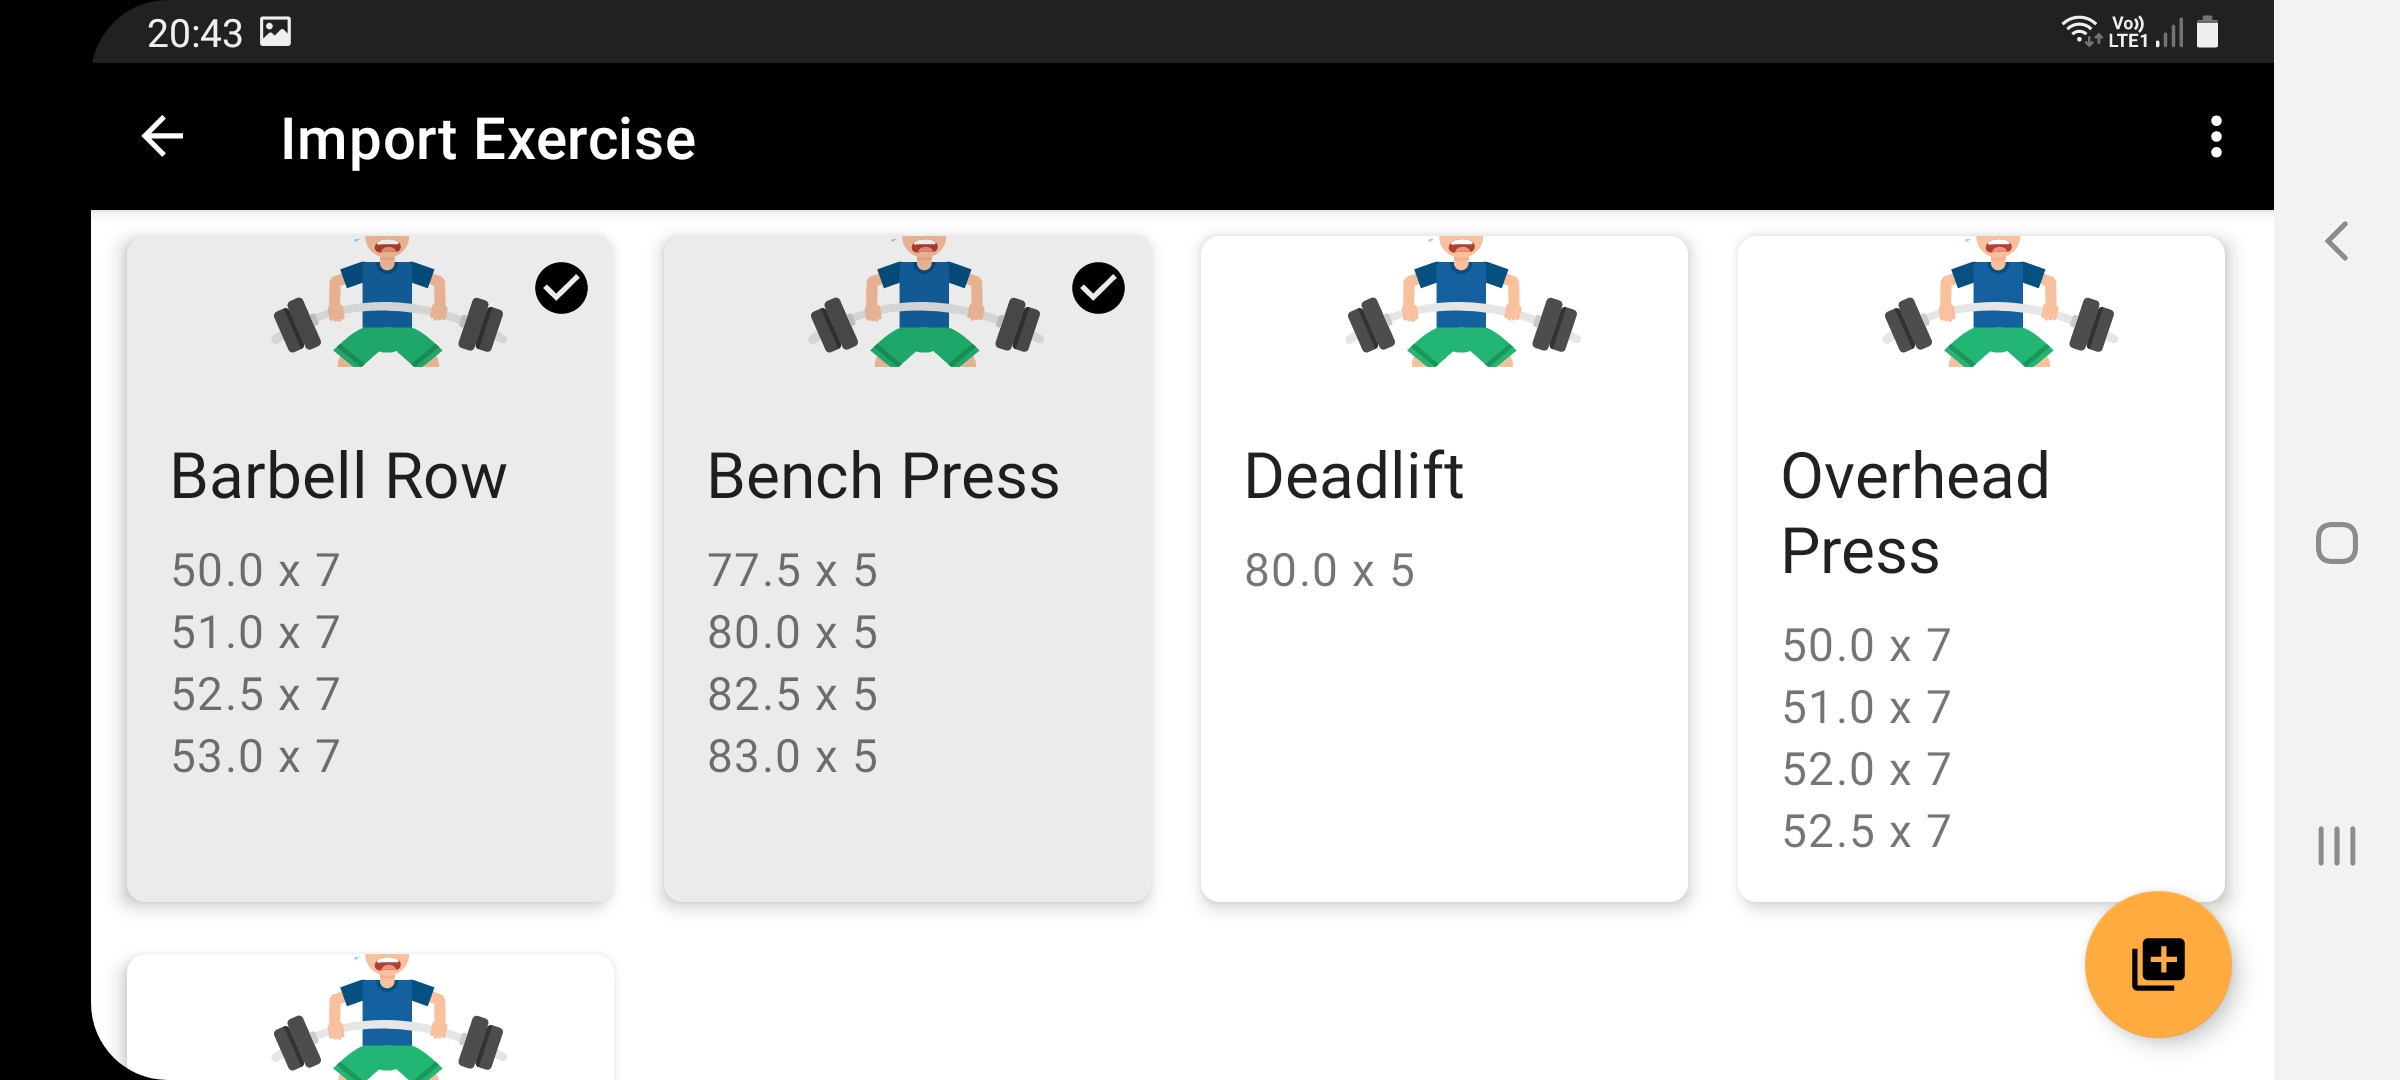 20:43
Vo))
LTE1
Import Exercise
Barbell Row
50.0 x 7
51.0 x 7
52.5 x 7
53.0 x 7
Bench Press
77.5 x 5
80.0 x 5
82.5 x 5
83.0 x 5
Deadlift
80.0 x 5
Overhead
Press
50.0 x 7
51.0 x 7
52.0 x 7
52.5 x 7